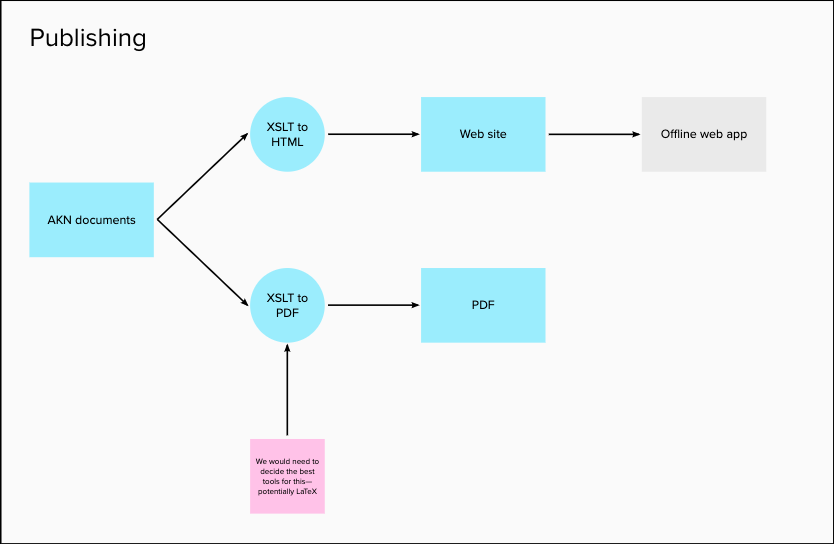 Publishing
XSLT to
HTML
Web site
Offline web app
AKN documents
XSLT to
PDF
PDF
We would need to
decide the best
tools for this—
potentially LaTeX